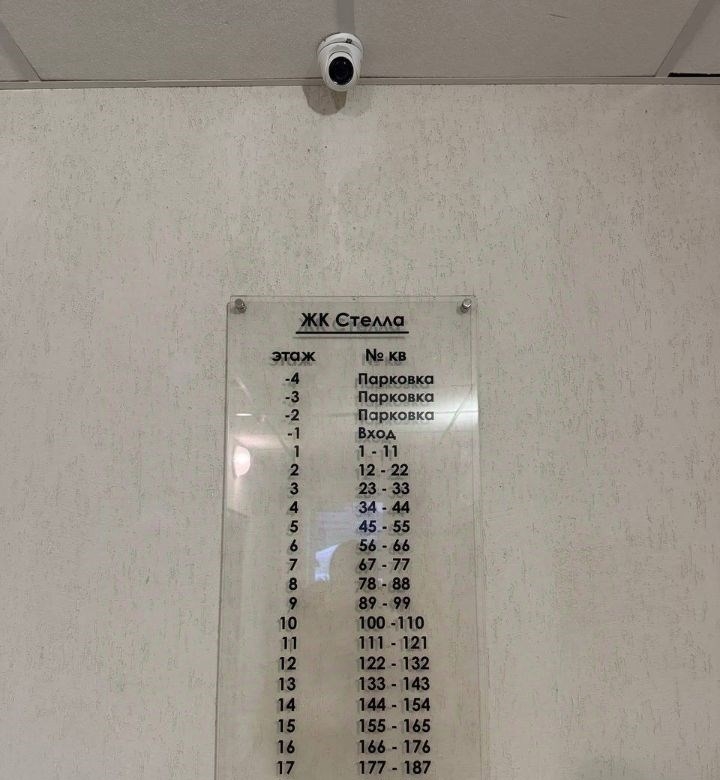 ЖК Стелла
этаж № кв
-4 Парковка
-3 Парковка
-2 Парковка
-1 Вход
1 1 - 11
2 12 - 22
3 23 - 33
4 34 - 44
5 45 - 55
6 56 - 66
7 67 - 77
8 78 - 88
9 89 - 99
10 100 -110
11 111 - 121
12 122 - 132
13 133 - 143
14 144 - 154
15 155 - 165
16 166 - 176
17 177 - 187